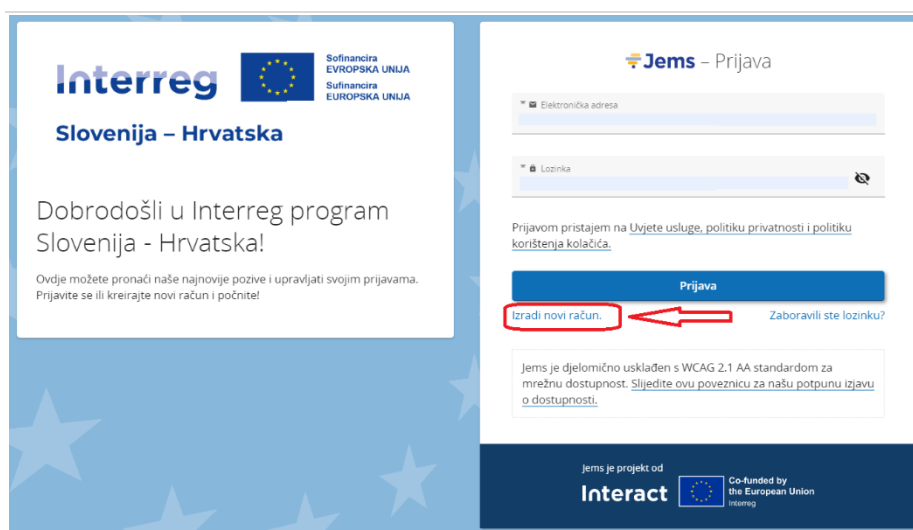 Interreg
Sofinancira
EVROPSKA UNIJA
Sufinancira
EUROPSKA UNIJA
Slovenija – Hrvatska
Dobrodošli u Interreg program
Slovenija - Hrvatska!
Ovdje možete pronaći naše najnovije pozive i upravljati svojim prijavama.
Prijavite se ili kreirajte novi račun i počnite!
Jems – Prijava
* Elektronička adresa
* Lozinka
Prijavom pristajem na Uvjete usluge, politiku privatnosti i politiku
korištenja kolačića.
Prijava
Izradi novi račun.
Zaboravili ste lozinku?
Jems je djelomično usklađen s WCAG 2.1 AA standardom za
mrežnu dostupnost. Slijedite ovu poveznicu za našu potpunu izjavu
o dostupnosti.
Jems je projekt od
Interact
Co-funded by
the European Union
Interreg